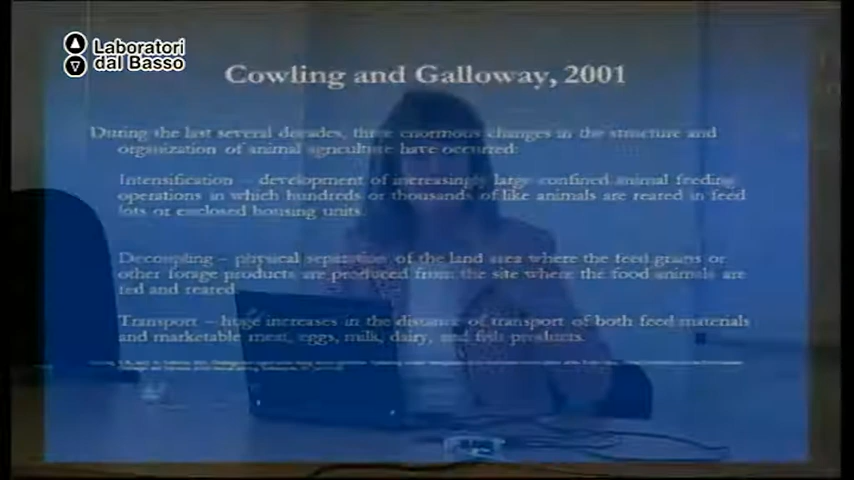 Laboratori
dal Basso
Cowling and Galloway, 2001
During the last several decades, three enormous changes in the structure and
organization of animal agriculture have occurred:
Intensification – development of increasingly large confined animal feeding
operations in which hundreds or thousands of like animals are reared in feed
lots or enclosed housing units.
Decoupling – physical separation of the land area where the feed grains or
other forage products are produced from the site where the food animals are
fed and reared
Transport – huge increases in the distance of transport of both feed materials
and marketable meat, eggs, milk, dairy, and fish products.